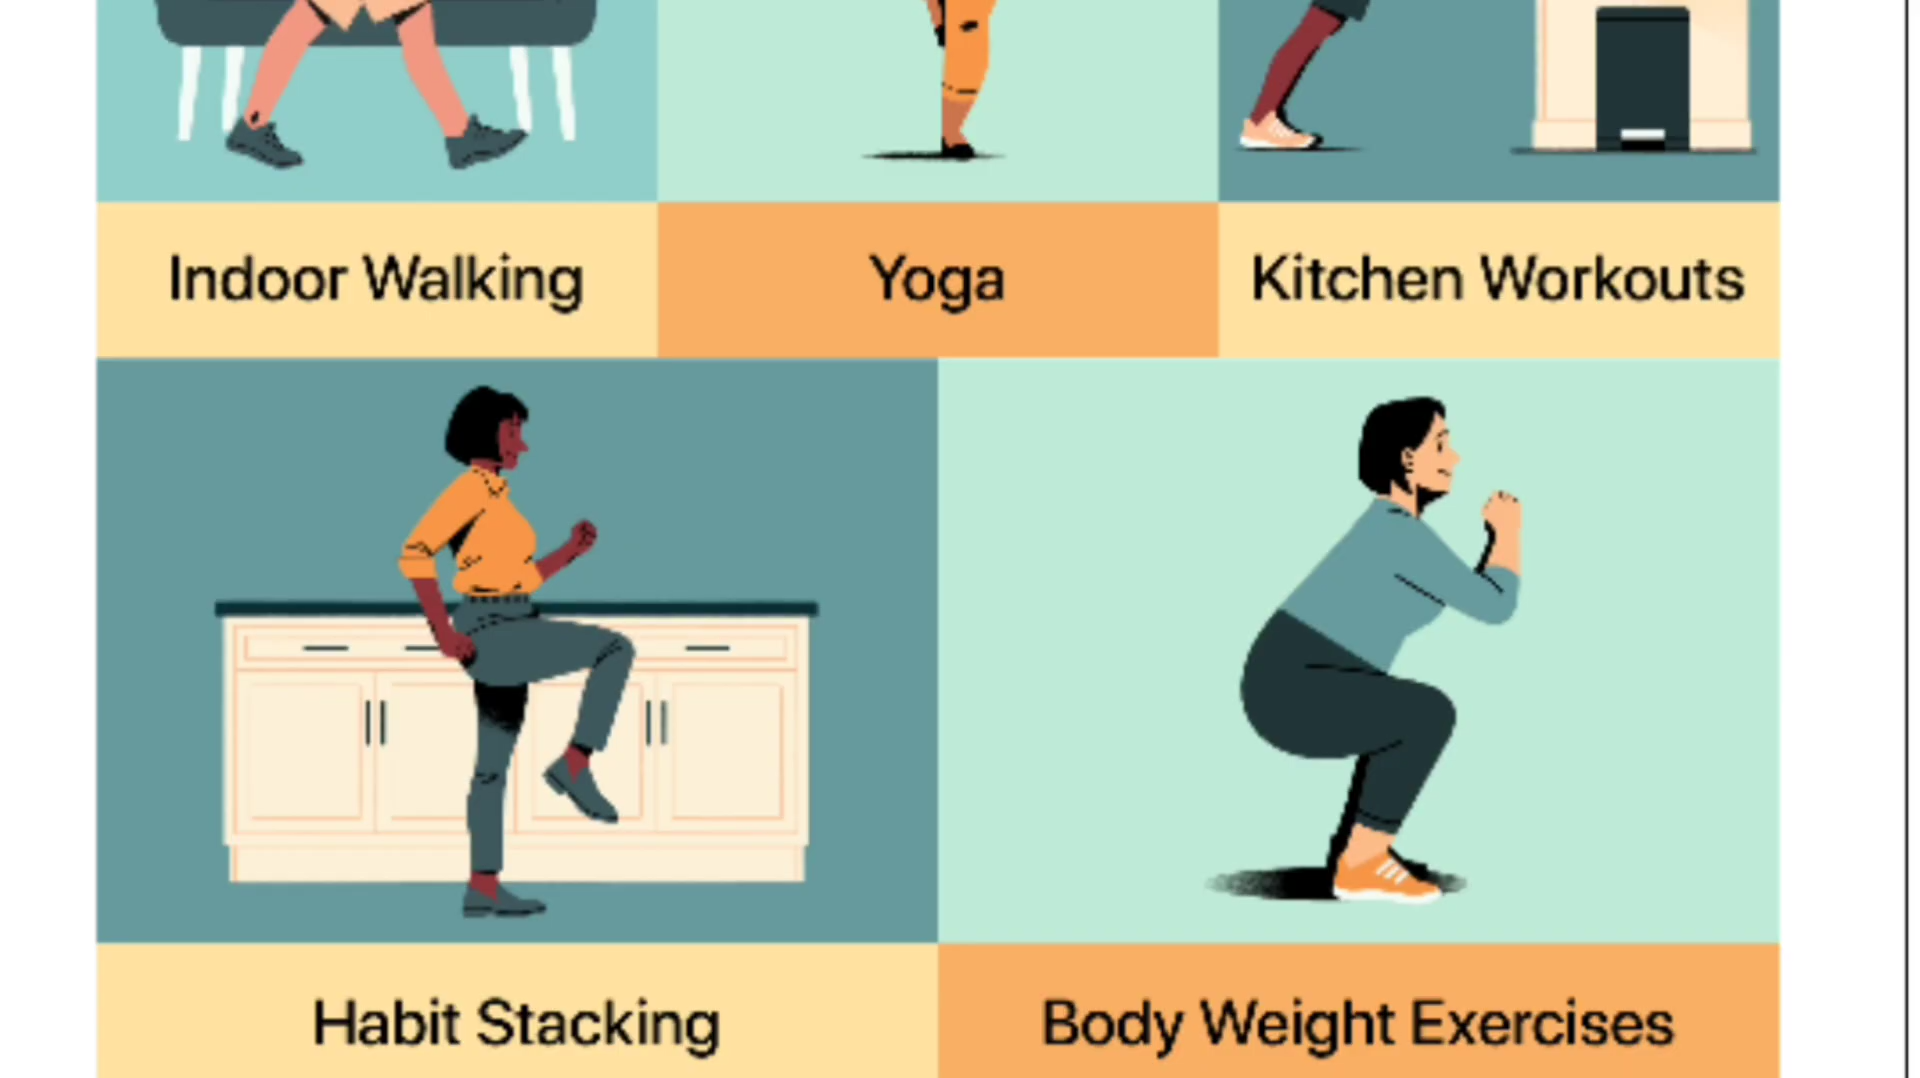 Indoor Walking
Yoga
Kitchen Workouts
Habit Stacking
Body Weight Exercises